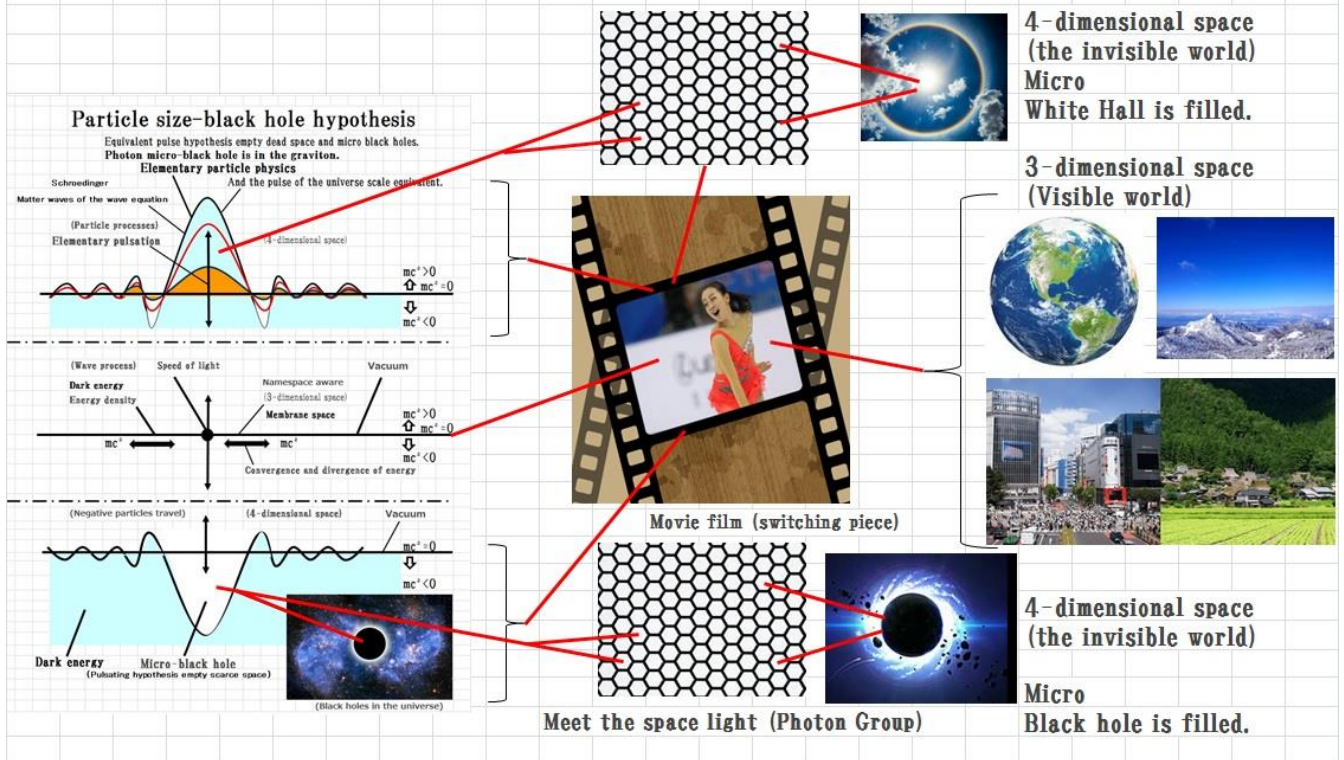 Particle size-black hole hypothesis
Equivalent pulse hypothesis empty dead space and micro black holes.
Photon micro-black hole is in the graviton.
Elementary particle physics
Schroedinger
And the pulse of the universe scale equivalent.
Matter waves of the wave equation
(Particle processes)
Elementary pulsation
(4-dimensional space)
mc²>0
mc²=0
mc²<0
(Wave process)
Speed of light
Vacuum
Dark energy
Energy density
Namespace aware
(3-dimensional space)
Membrane space
mc²>0
mc²=0
mc²<0
mc²
mc²
Convergence and divergence of energy
(Negative particles travel)
(4-dimensional space)
Vacuum
mc²=0
mc²<0
Dark energy
Micro-black hole
(Pulsating hypothesis empty scarce space)
(Black holes in the universe)
Movie film (switching piece)
Meet the space light (Photon Group)
4-dimensional space
(the invisible world)
Micro
White Hall is filled.
3-dimensional space
(Visible world)
4-dimensional space
(the invisible world)
Micro
Black hole is filled.